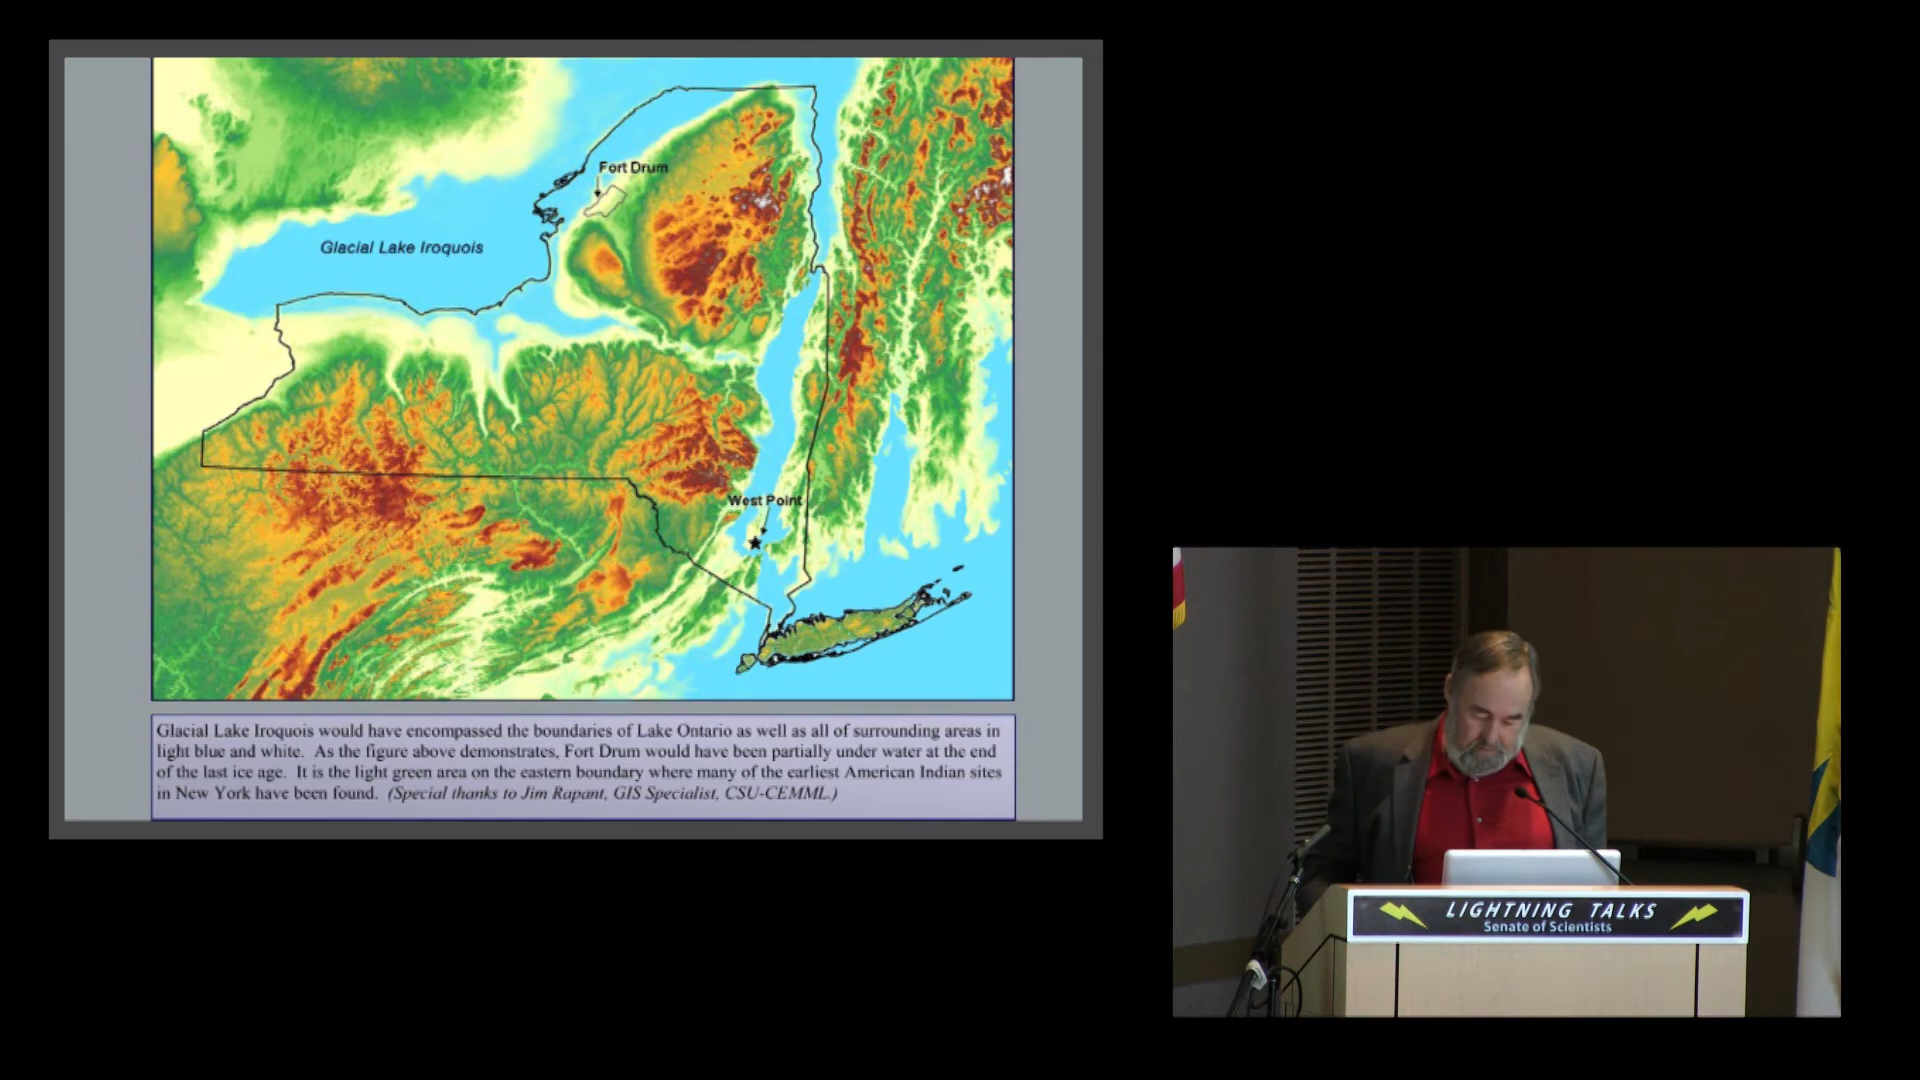 Fort Drum
Glacial Lake Iroquois
West Point
Glacial Lake Iroquois would have encompassed the boundaries of Lake Ontario as well as all of surrounding areas in
light blue and white. As the figure above demonstrates, Fort Drum would have been partially under water at the end
of the last ice age. It is the light green area on the eastern boundary where many of the earliest American Indian sites
in New York have been found. (Special thanks to Jim Rapant, GIS Specialist, CSU-CEMML.)
LIGHTNING TALKS
Senate of Scientists